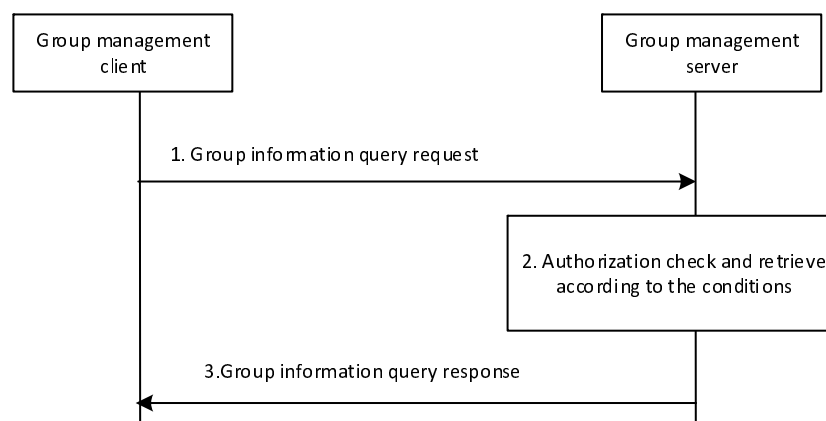 Group management
client
Group management
server
1. Group information query request
2. Authorization check and retrieve
according to the conditions
3.Group information query response